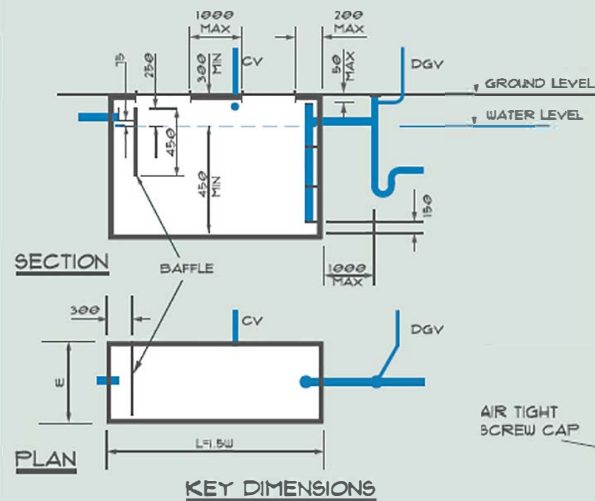 1000
MAX
200
MAX
75
250
300
MIN
CV
50
MAX
DGV
GROUND LEVEL
WATER LEVEL
450
450
MIN
150
SECTION
BAFFLE
1000
MAX
300
CV
DGV
W
L=1.5W
PLAN
AIR TIGHT
SCREW CAP
KEY DIMENSIONS